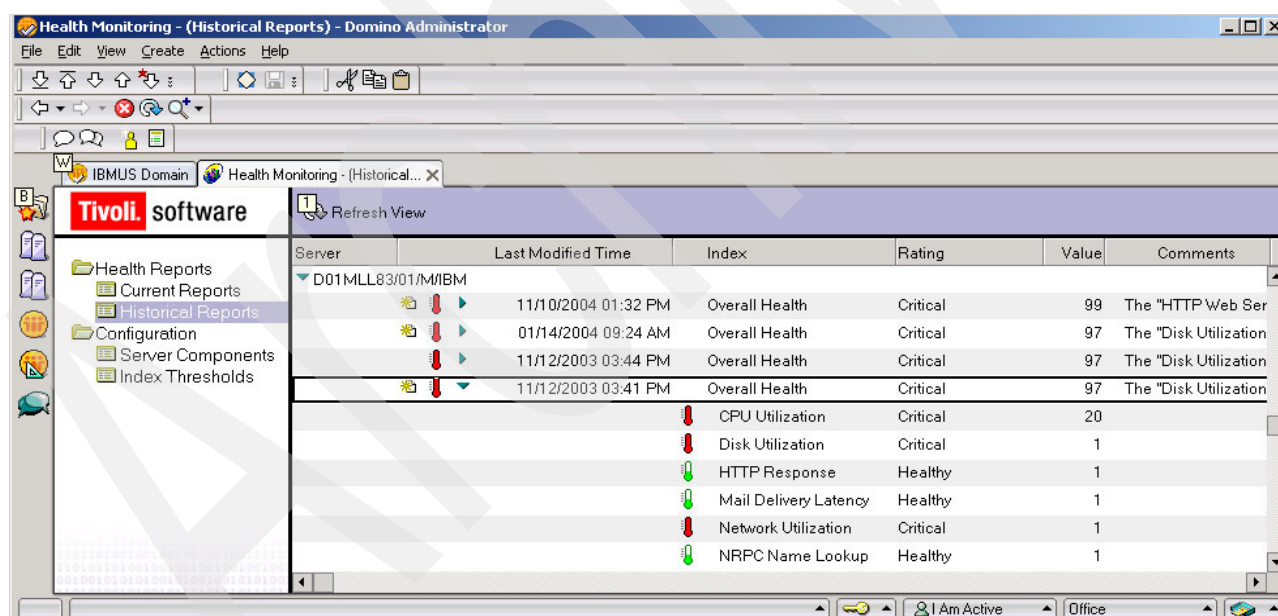 Health Monitoring - (Historical Reports) - Domino Administrator
File Edit View Create Actions Help
W
IBMUS Domain Health Monitoring - (Historical...
B
Tivoli. software
1 Refresh View
Health Reports
Current Reports
Historical Reports
Configuration
Server Components
Index Thresholds
Server Last Modified Time Index Rating Value Comments
D01MLL83/01/M/IBM
11/10/2004 01:32 PM Overall Health Critical 99 The "HTTP Web Ser
01/14/2004 09:24 AM Overall Health Critical 97 The "Disk Utilization
11/12/2003 03:44 PM Overall Health Critical 97 The "Disk Utilization
11/12/2003 03:41 PM Overall Health Critical 97 The "Disk Utilization
CPU Utilization Critical 20
Disk Utilization Critical 1
HTTP Response Healthy 1
Mail Delivery Latency Healthy 1
Network Utilization Critical 1
NRPC Name Lookup Healthy 1
I Am Active Office